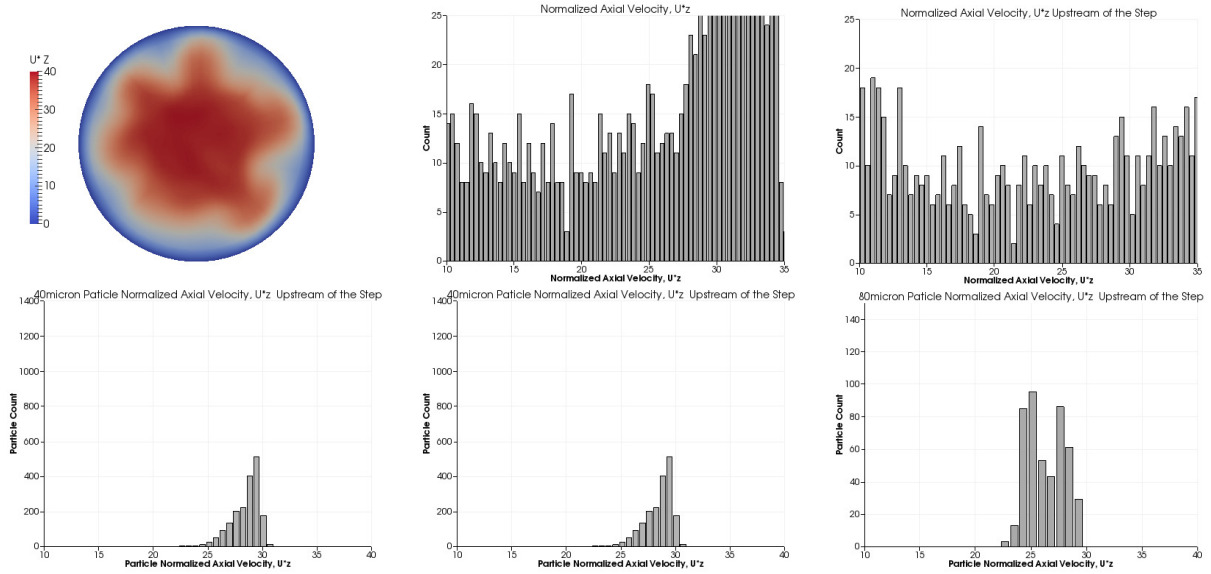 U* Z
40
30
20
10
0
Normalized Axial Velocity, U*z
Count
25
20
15
10
5
0
10 15 20 25 30 35
Normalized Axial Velocity, U*z
Normalized Axial Velocity, U*z Upstream of the Step
Count
25
20
15
10
5
0
10 15 20 25 30 35
Normalized Axial Velocity, U*z
40micron Paticle Normalized Axial Velocity, U*z Upstream of the Step
Particle Count
1400
1200
1000
800
600
400
200
0
10 15 20 25 30 35 40
Particle Normalized Axial Velocity, U*z
40micron Paticle Normalized Axial Velocity, U*z Upstream of the Step
Particle Count
1400
1200
1000
800
600
400
200
0
10 15 20 25 30 35 40
Particle Normalized Axial Velocity, U*z
80micron Paticle Normalized Axial Velocity, U*z Upstream of the Step
Particle Count
140
120
100
80
60
40
20
0
10 15 20 25 30 35 40
Particle Normalized Axial Velocity, U*z